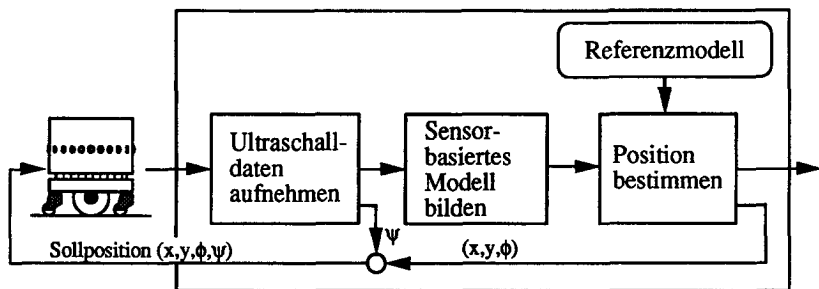 Referenzmodell
Ultraschall-
daten
aufnehmen
Sensor-
basiertes
Modell
bilden
Position
bestimmen
ψ
Sollposition (x,y,ϕ,ψ)
(x,y,ϕ)